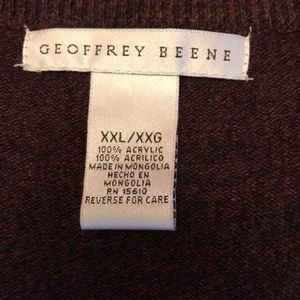 GEOFFREY BEENE
XXL/XXG
100% ACRYLIC
100% ACRILICO
MADE IN MONGOLIA
HECHO EN
MONGOLIA
RN 15610
REVERSE FOR CARE